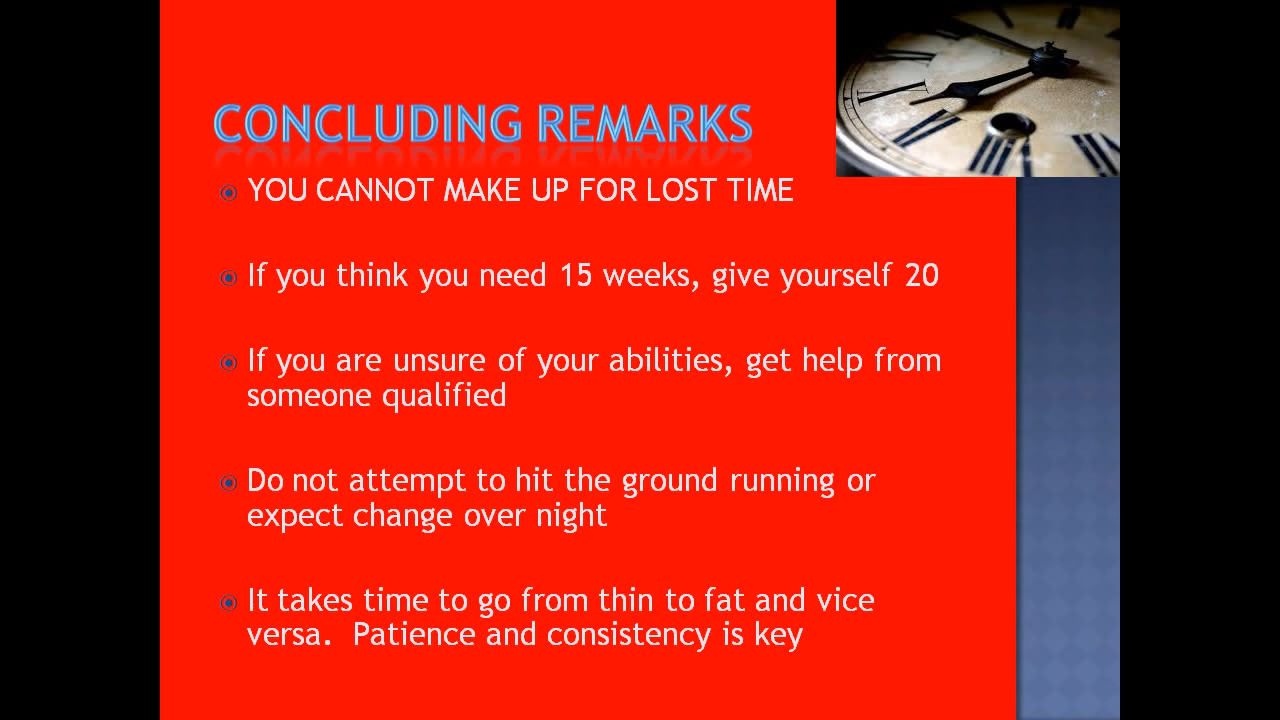 CONCLUDING REMARKS
YOU CANNOT MAKE UP FOR LOST TIME
If you think you need 15 weeks, give yourself 20
If you are unsure of your abilities, get help from
someone qualified
Do not attempt to hit the ground running or
expect change over night
It takes time to go from thin to fat and vice
versa.  Patience and consistency is key